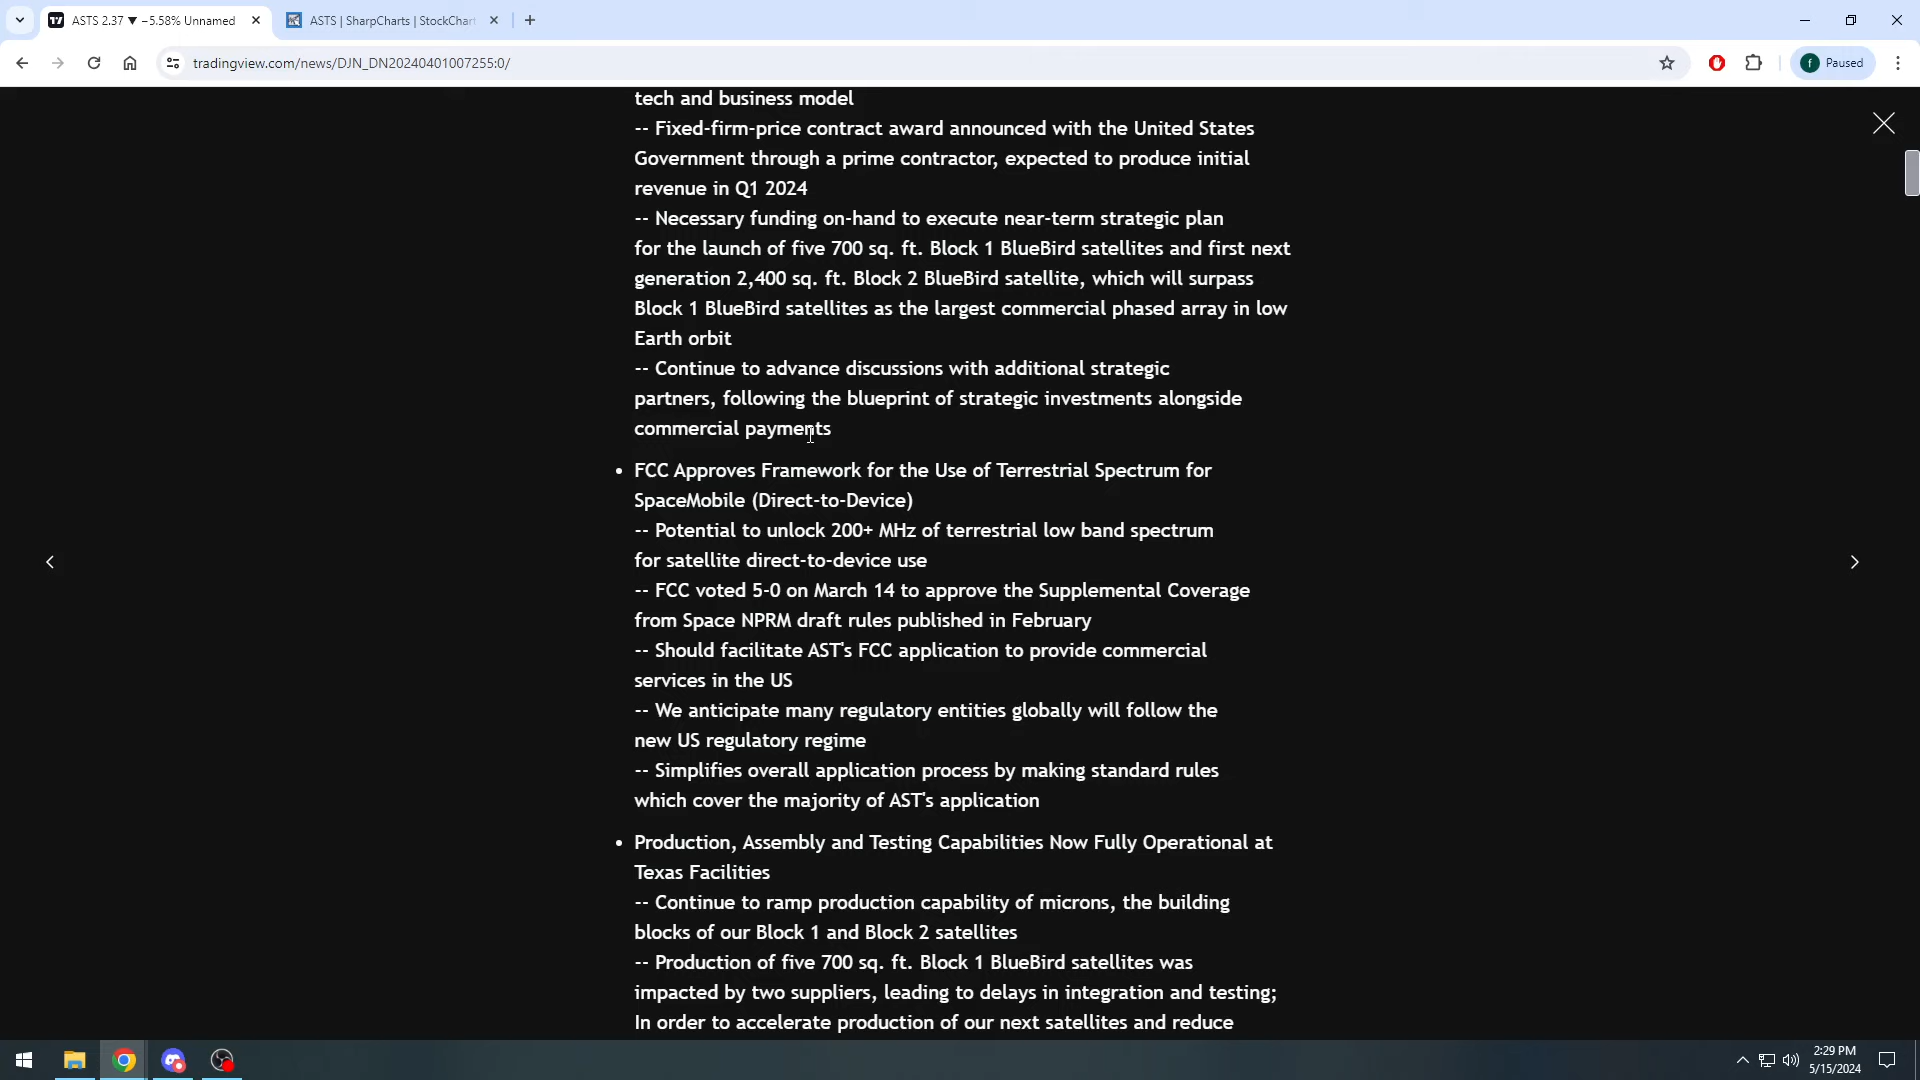 ASTS 2.37 ▼ −5.58% Unnamed
ASTS | SharpCharts | StockChart
tradingview.com/news/DJN_DN20240401007255:0/
f Paused
tech and business model
-- Fixed-firm-price contract award announced with the United States
Government through a prime contractor, expected to produce initial
revenue in Q1 2024
-- Necessary funding on-hand to execute near-term strategic plan
for the launch of five 700 sq. ft. Block 1 BlueBird satellites and first next
generation 2,400 sq. ft. Block 2 BlueBird satellite, which will surpass
Block 1 BlueBird satellites as the largest commercial phased array in low
Earth orbit
-- Continue to advance discussions with additional strategic
partners, following the blueprint of strategic investments alongside
commercial payments
• FCC Approves Framework for the Use of Terrestrial Spectrum for
SpaceMobile (Direct-to-Device)
-- Potential to unlock 200+ MHz of terrestrial low band spectrum
for satellite direct-to-device use
-- FCC voted 5-0 on March 14 to approve the Supplemental Coverage
from Space NPRM draft rules published in February
-- Should facilitate AST's FCC application to provide commercial
services in the US
-- We anticipate many regulatory entities globally will follow the
new US regulatory regime
-- Simplifies overall application process by making standard rules
which cover the majority of AST's application
• Production, Assembly and Testing Capabilities Now Fully Operational at
Texas Facilities
-- Continue to ramp production capability of microns, the building
blocks of our Block 1 and Block 2 satellites
-- Production of five 700 sq. ft. Block 1 BlueBird satellites was
impacted by two suppliers, leading to delays in integration and testing;
In order to accelerate production of our next satellites and reduce
2:29 PM
5/15/2024